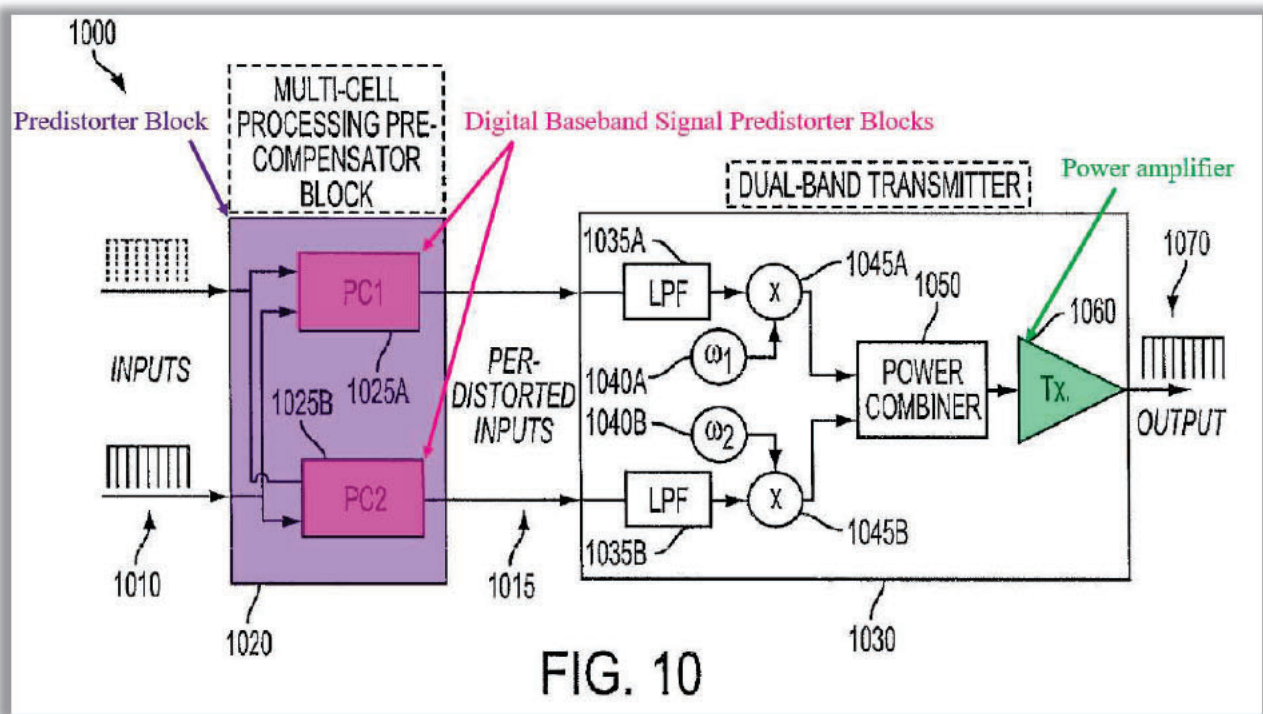 1000
MULTI-CELL
PROCESSING PRE-
COMPENSATOR
BLOCK
Predistorter Block
Digital Baseband Signal Predistorter Blocks
DUAL-BAND TRANSMITTER
Power amplifier
1035A
1045A
1070
PC1
LPF
X
1050
1060
INPUTS
1025A
PER-
DISTORTED
INPUTS
1040A
ω1
POWER
COMBINER
Tx.
OUTPUT
1025B
1040B
ω2
PC2
LPF
X
1010
1015
1035B
1045B
1020
1030
FIG. 10